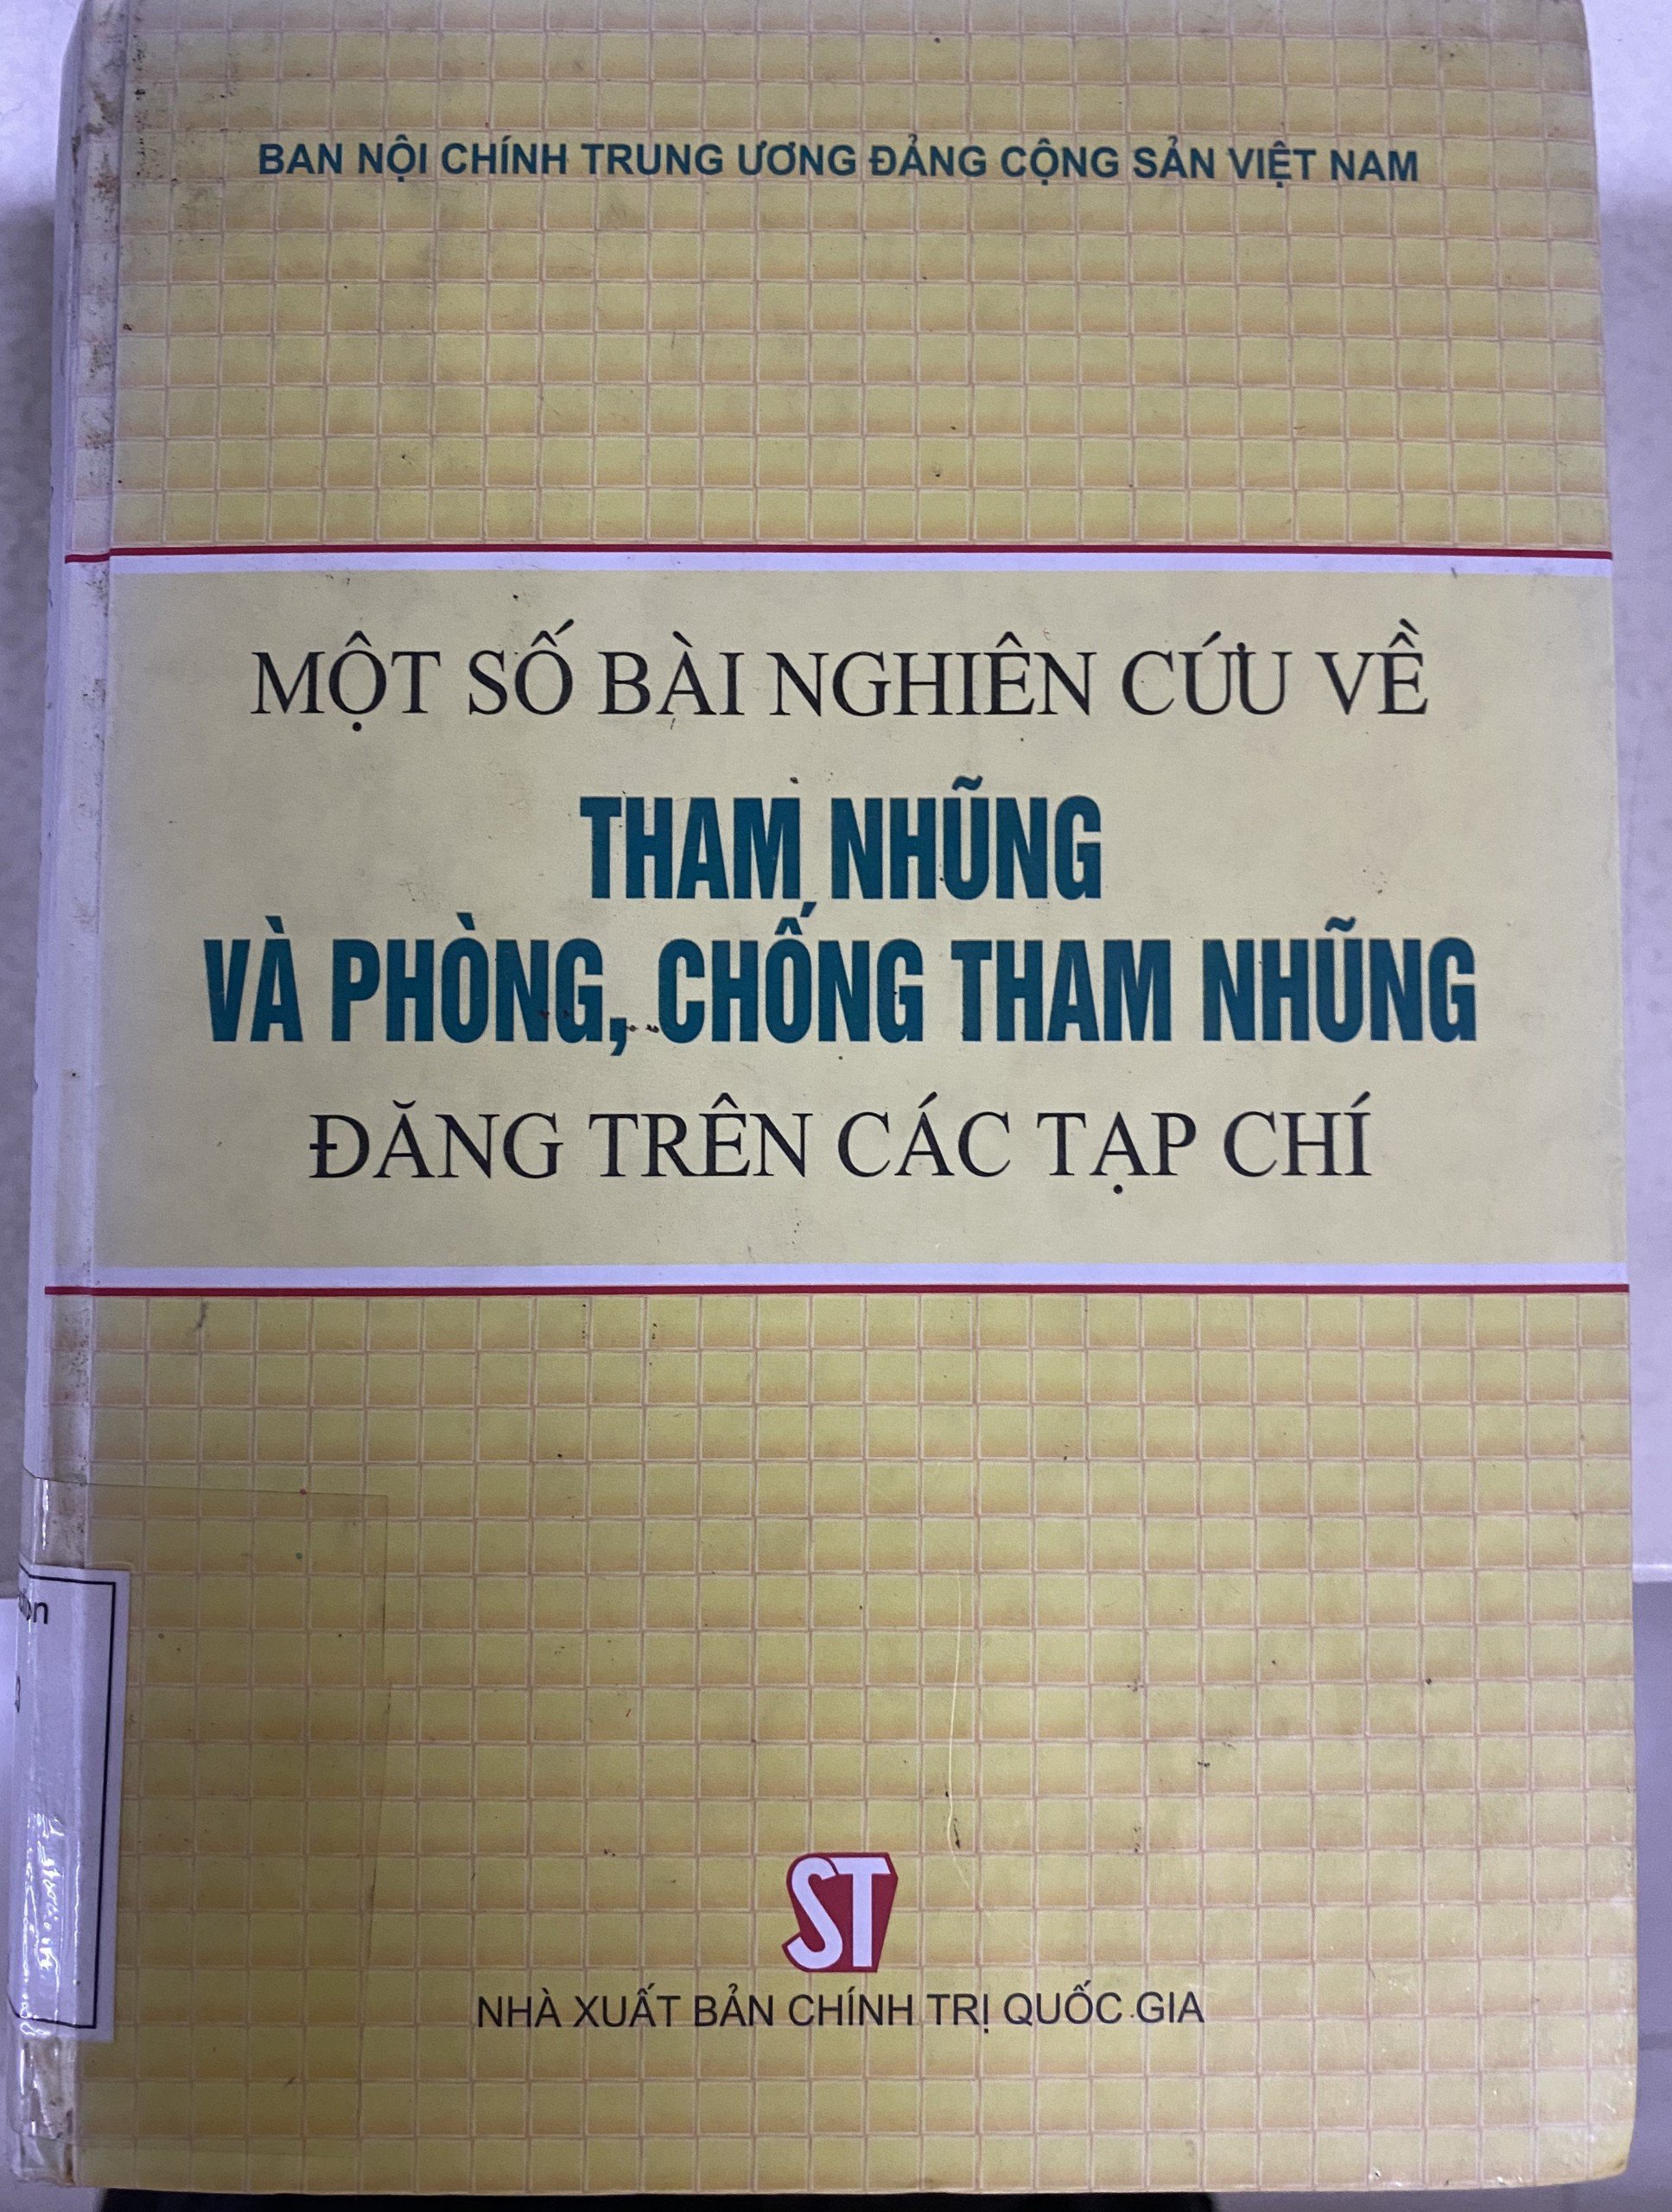 BAN NỘI CHÍNH TRUNG ƯƠNG ĐẢNG CỘNG SẢN VIỆT NAM
MỘT SỐ BÀI NGHIÊN CỨU VỀ
THAM NHŨNG
VÀ PHÒNG, CHỐNG THAM NHŨNG
ĐĂNG TRÊN CÁC TẠP CHÍ
ST
NHÀ XUẤT BẢN CHÍNH TRỊ QUỐC GIA